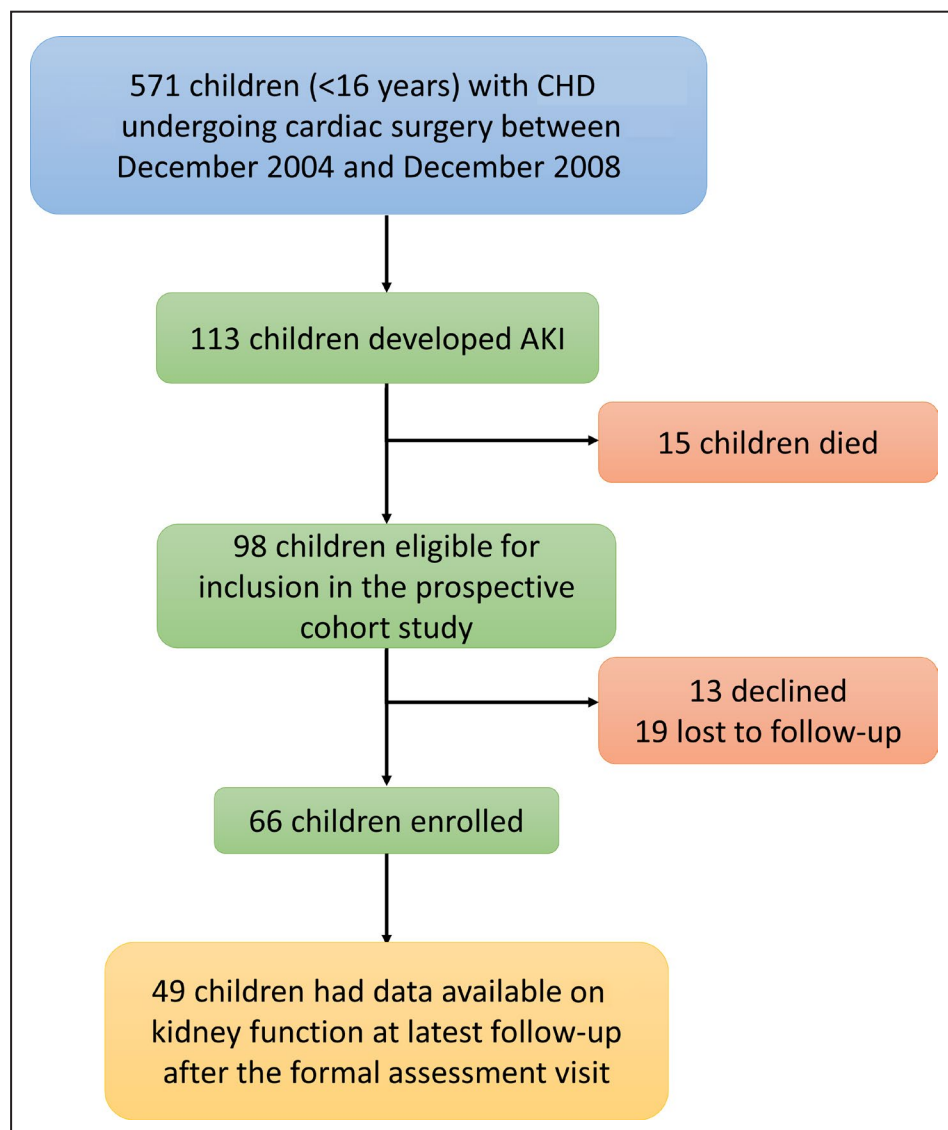 571 children (<16 years) with CHD
undergoing cardiac surgery between
December 2004 and December 2008
113 children developed AKI
15 children died
98 children eligible for
inclusion in the prospective
cohort study
13 declined
19 lost to follow-up
66 children enrolled
49 children had data available on
kidney function at latest follow-up
after the formal assessment visit